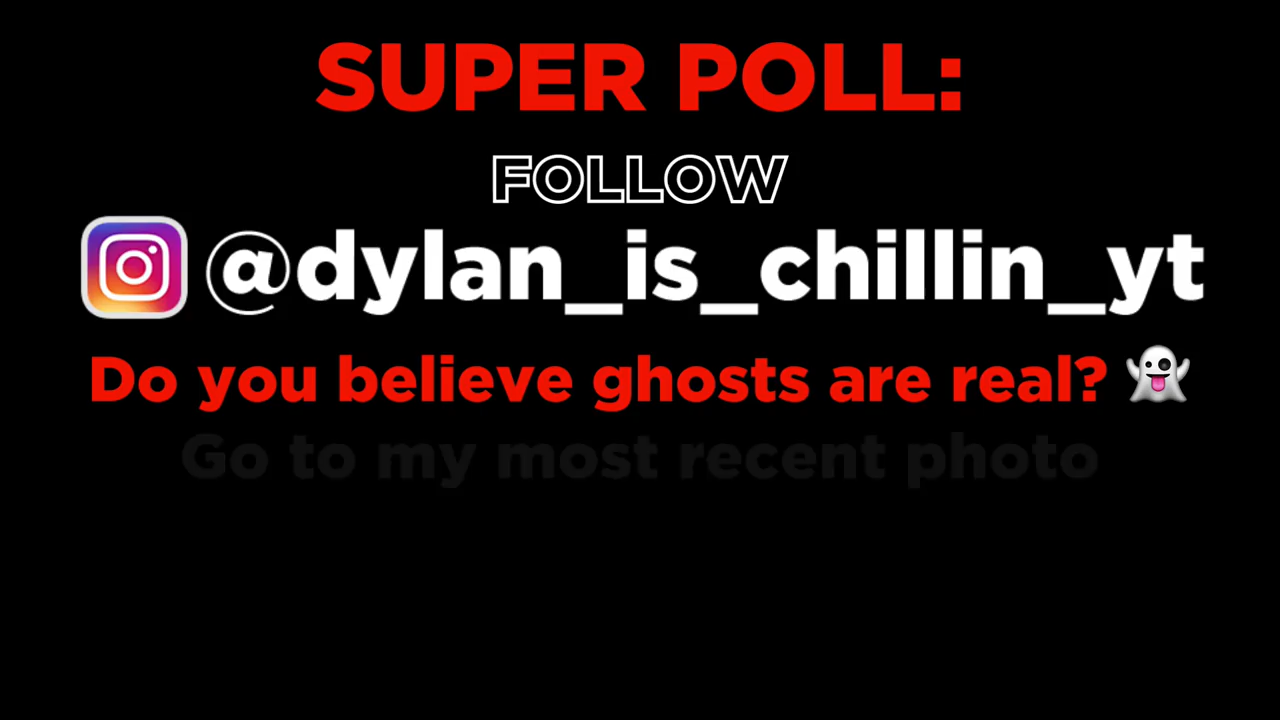 SUPER POLL:
FOLLOW
@dylan_is_chillin_yt
Do you believe ghosts are real? 👻
Go to my most recent photo